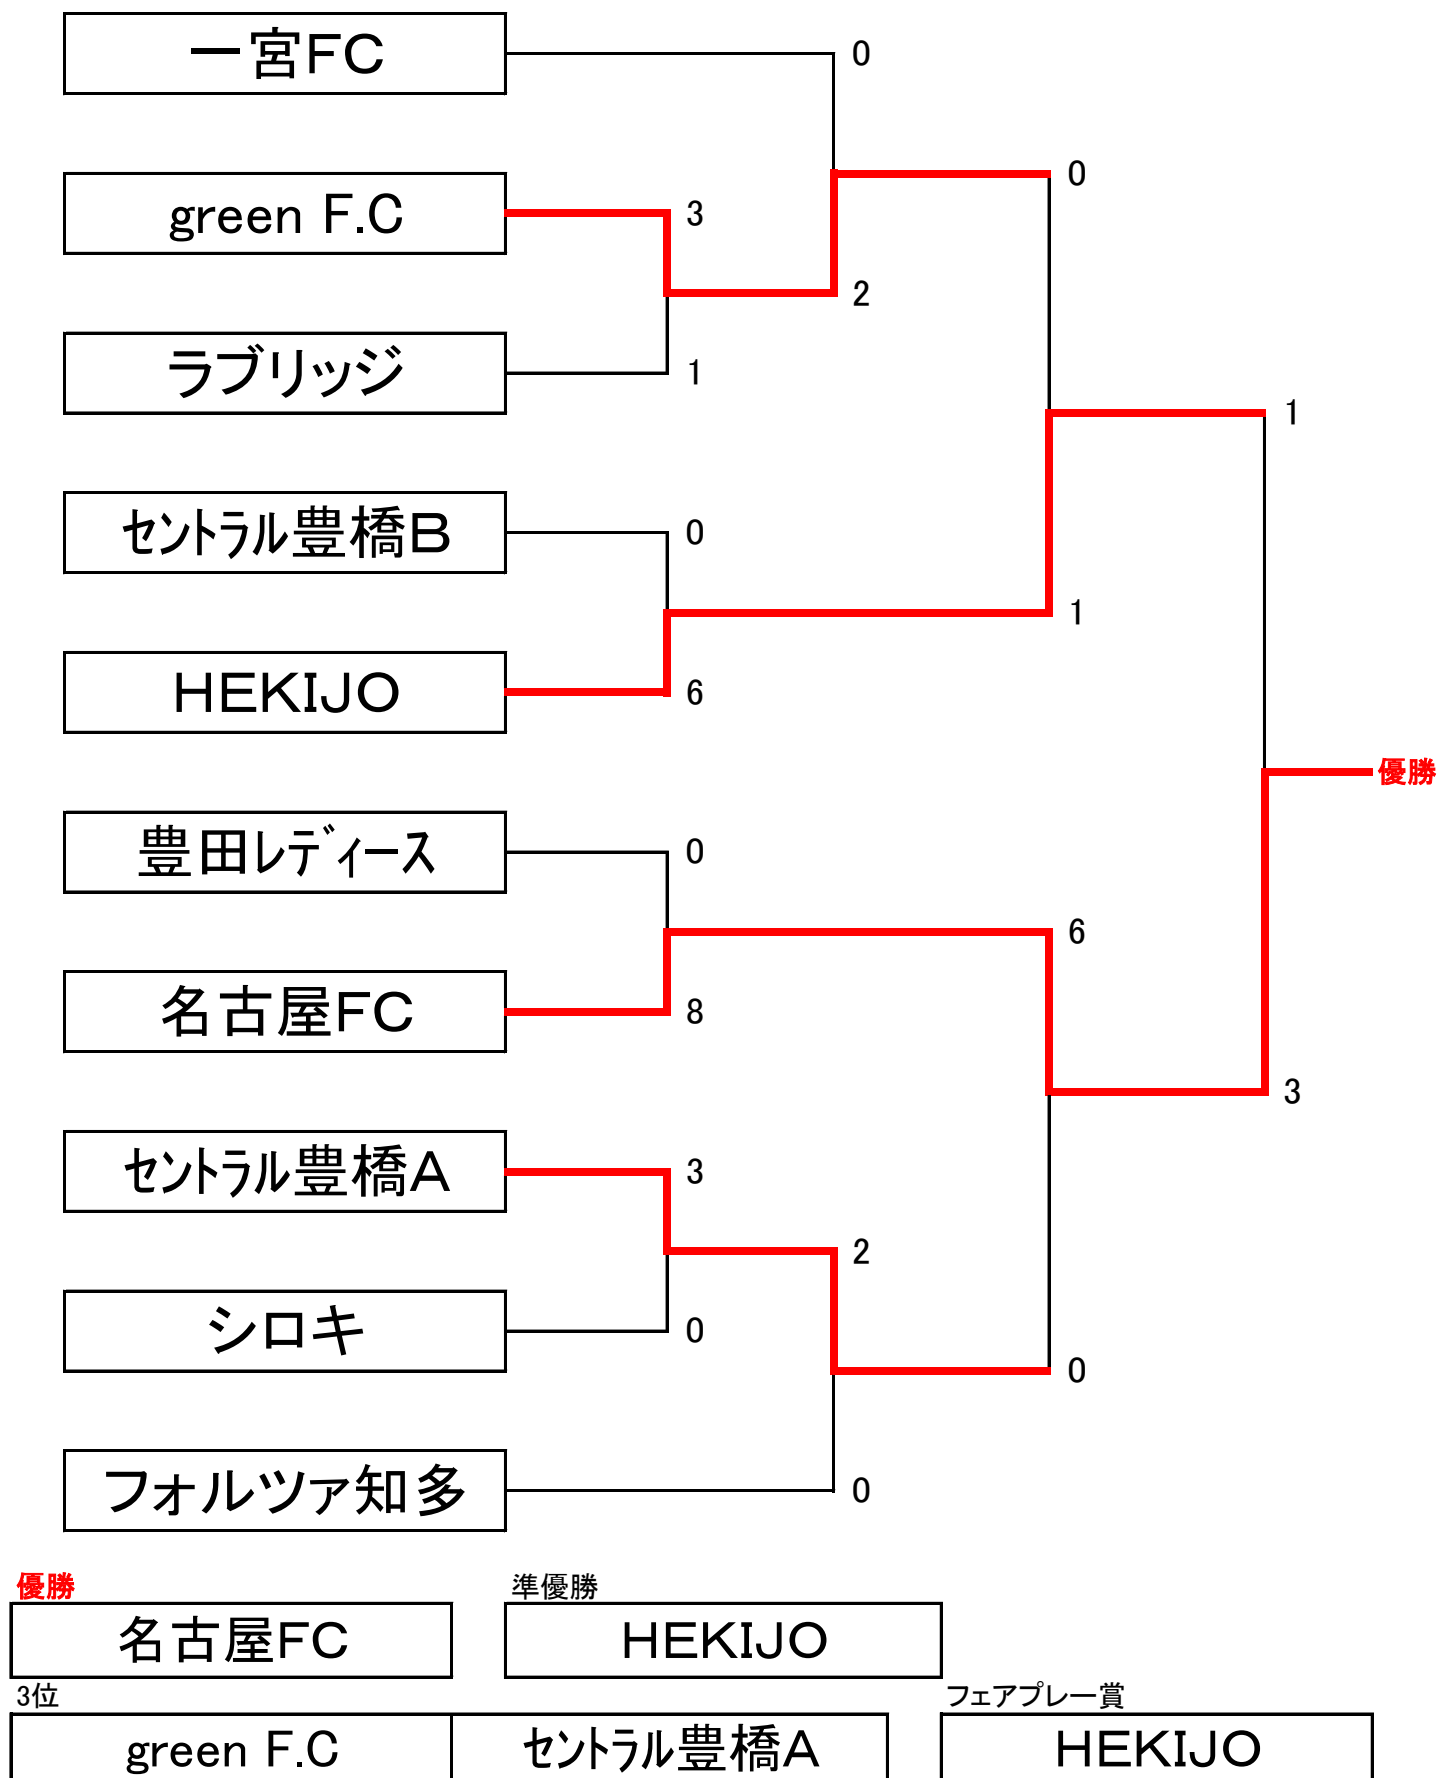 一宮FC
0
0
green F.C
3
2
ラブリッジ
1
1
セントラル豊橋B
0
1
HEKIJO
6
優勝
豊田レディース
0
6
名古屋FC
8
3
セントラル豊橋A
3
2
シロキ
0
0
フォルツァ知多
0
優勝
準優勝
名古屋FC
HEKIJO
3位
フェアプレー賞
green F.C
セントラル豊橋A
HEKIJO